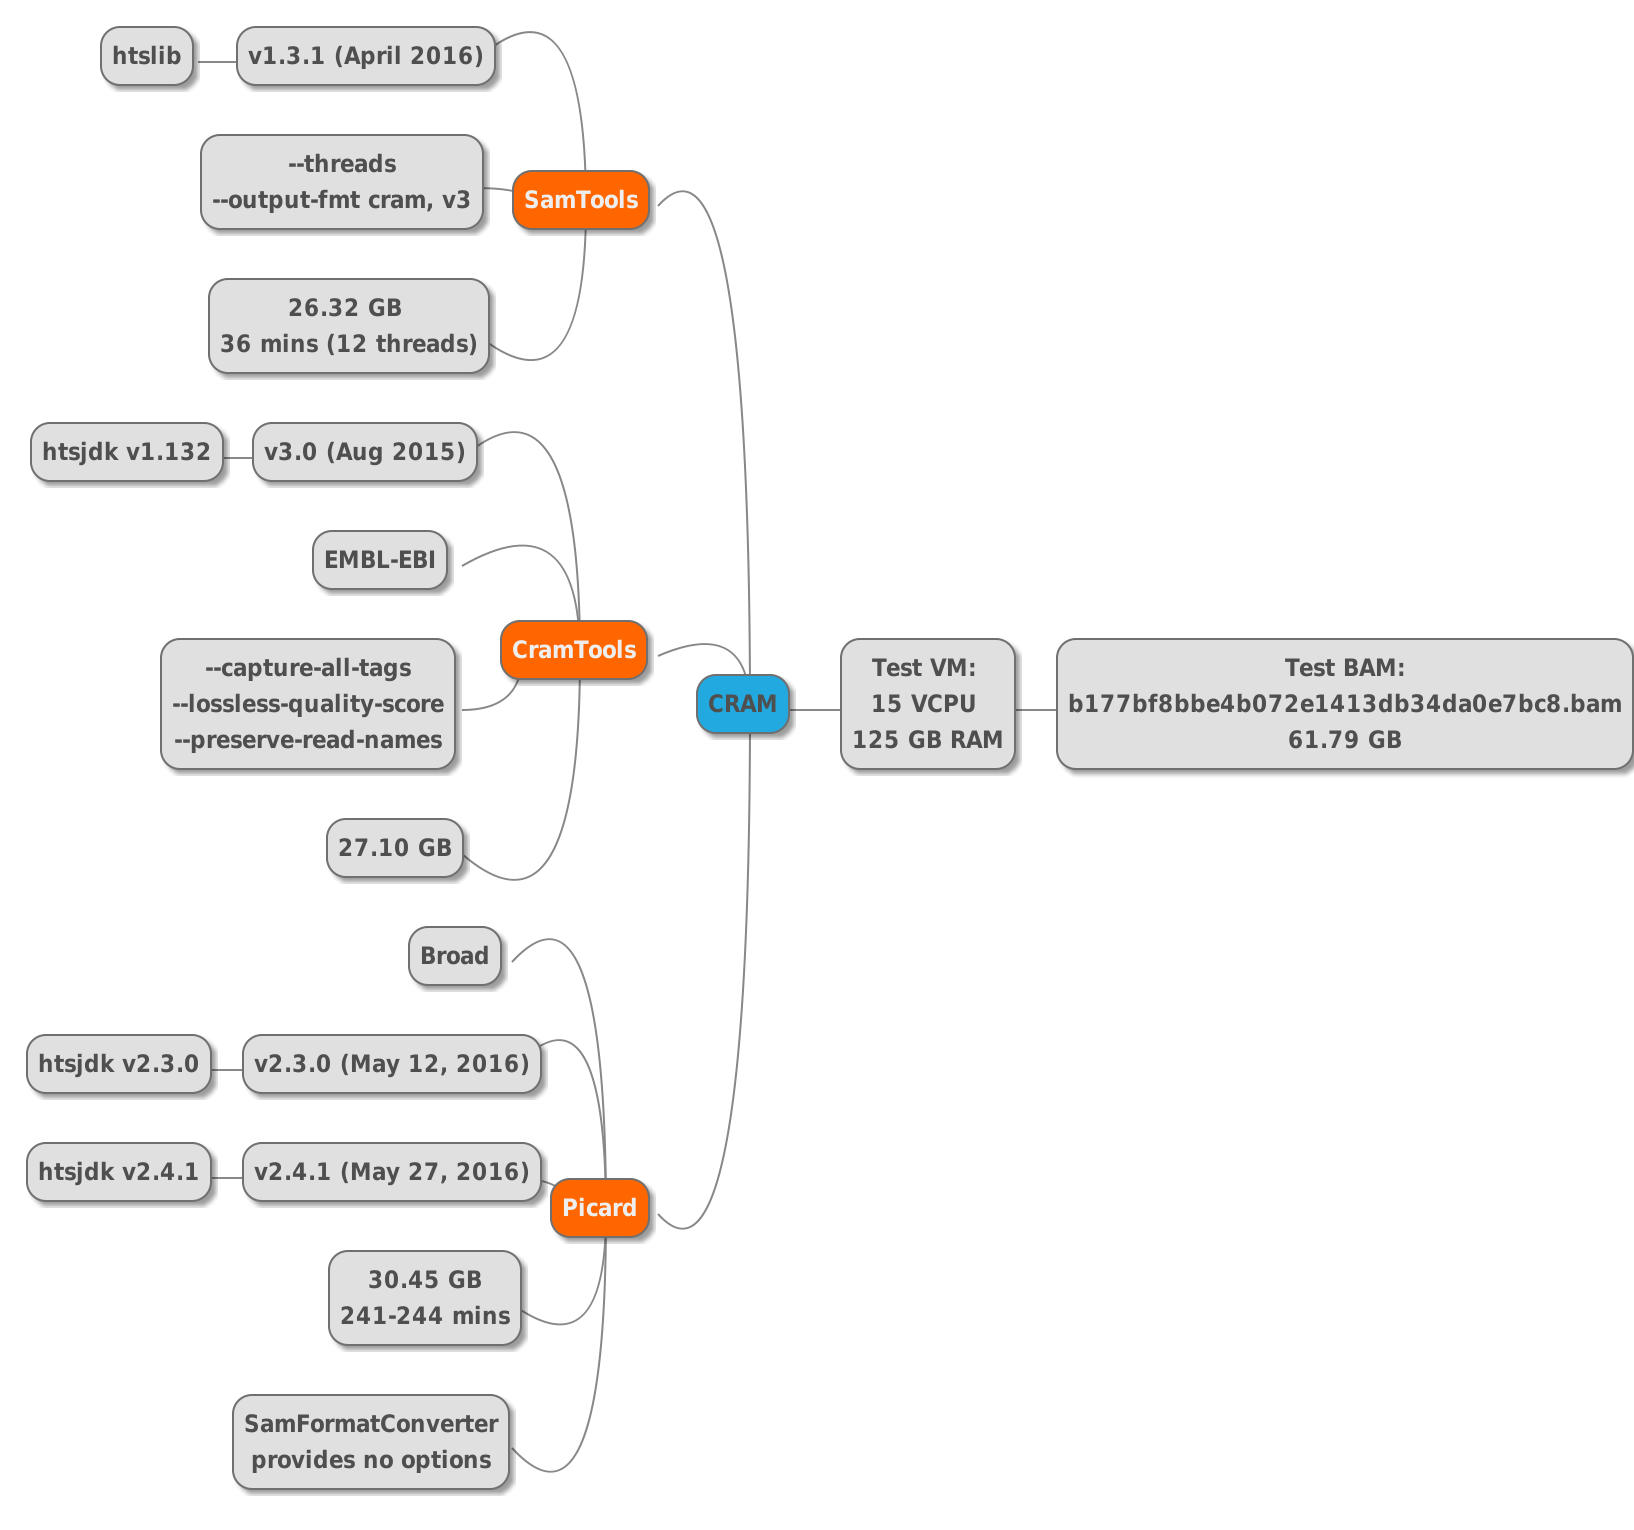 htslib
v1.3.1 (April 2016)
--threads
--output-fmt cram, v3
SamTools
26.32 GB
36 mins (12 threads)
htsjdk v1.132
v3.0 (Aug 2015)
EMBL-EBI
CramTools
--capture-all-tags
--lossless-quality-score
--preserve-read-names
27.10 GB
CRAM
Test VM:
15 VCPU
125 GB RAM
Test BAM:
b177bf8bbe4b072e1413db34da0e7bc8.bam
61.79 GB
Broad
htsjdk v2.3.0
v2.3.0 (May 12, 2016)
htsjdk v2.4.1
v2.4.1 (May 27, 2016)
Picard
30.45 GB
241-244 mins
SamFormatConverter
provides no options